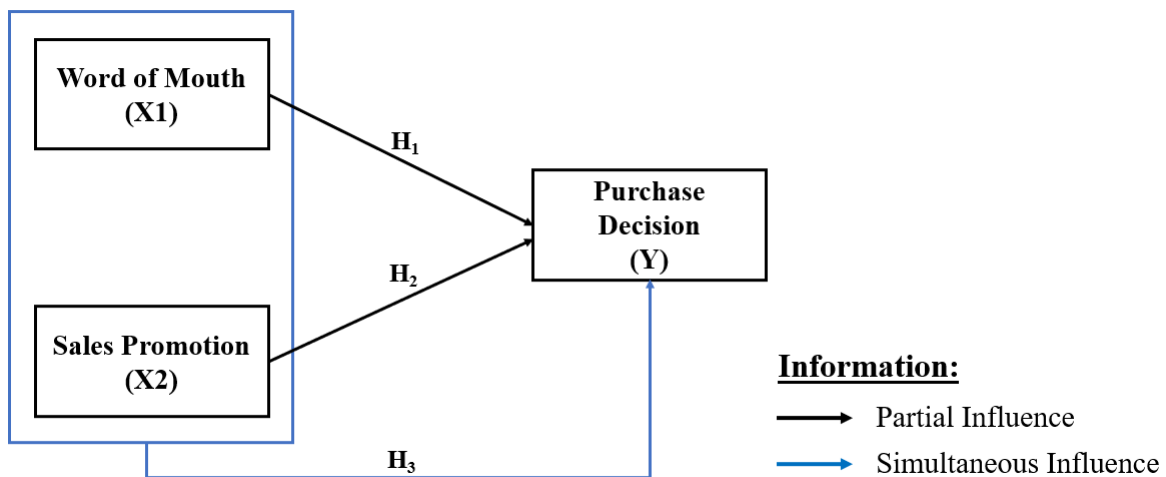 Word of Mouth
(X1)
H₁
Purchase
Decision
(Y)
H₂
Sales Promotion
(X2)
H₃
Information:
Partial Influence
Simultaneous Influence